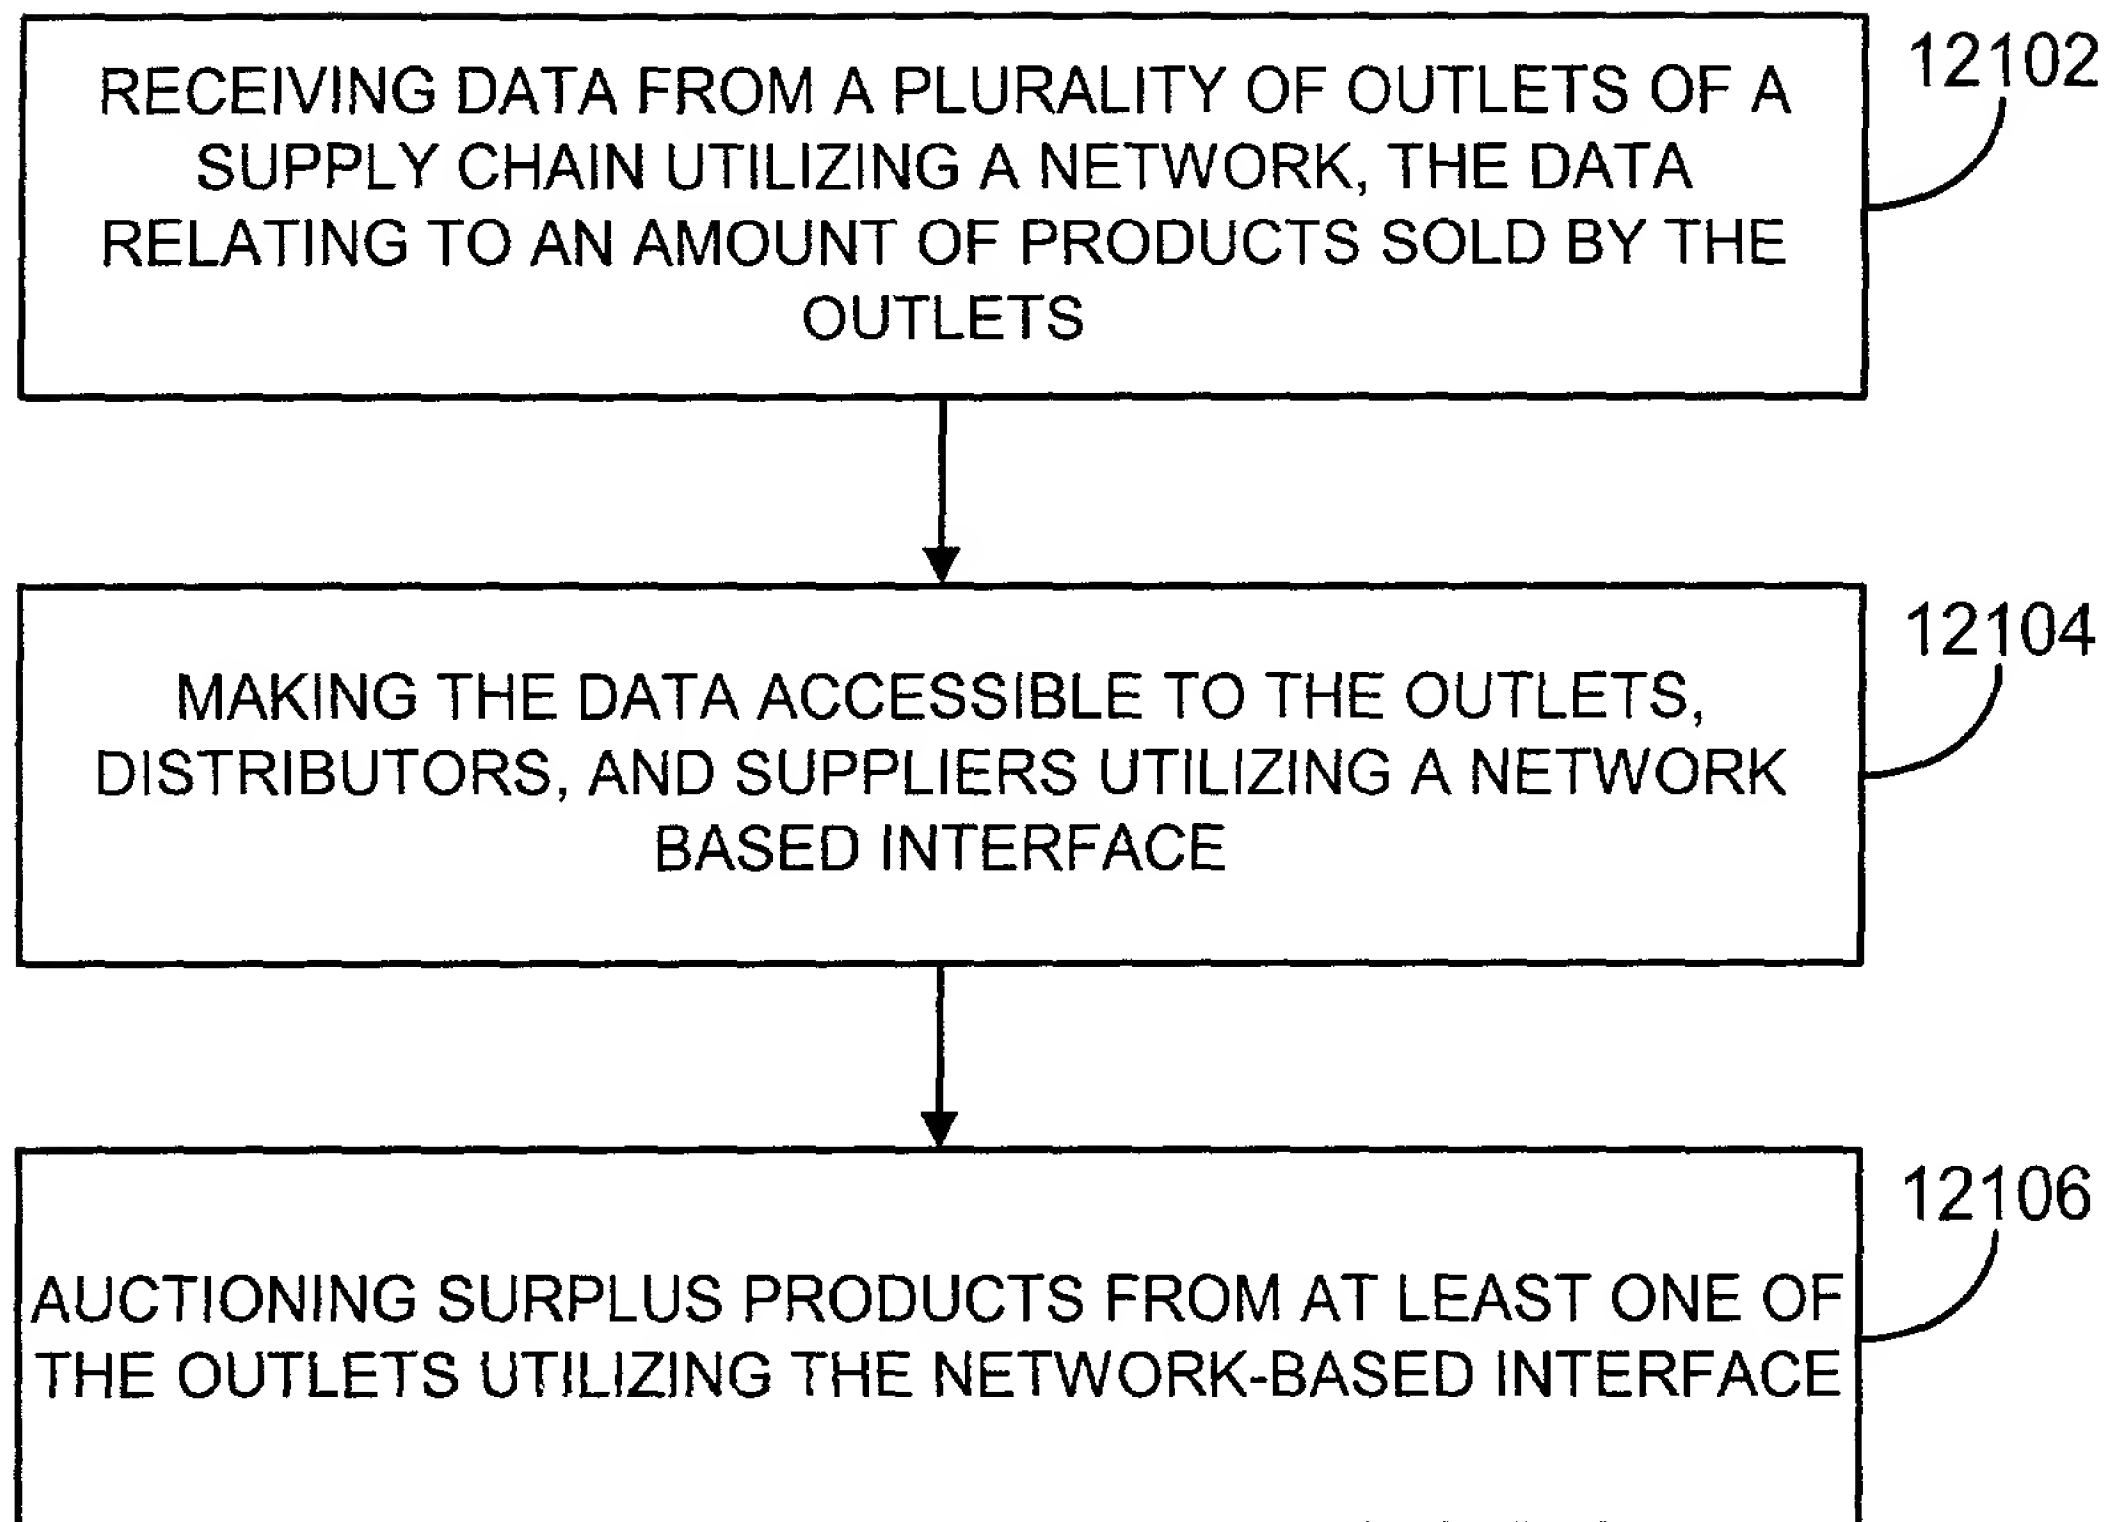 RECEIVING DATA FROM A PLURALITY OF OUTLETS OF A
SUPPLY CHAIN UTILIZING A NETWORK, THE DATA
RELATING TO AN AMOUNT OF PRODUCTS SOLD BY THE
OUTLETS
12102
MAKING THE DATA ACCESSIBLE TO THE OUTLETS,
DISTRIBUTORS, AND SUPPLIERS UTILIZING A NETWORK
BASED INTERFACE
12104
AUCTIONING SURPLUS PRODUCTS FROM AT LEAST ONE OF
THE OUTLETS UTILIZING THE NETWORK-BASED INTERFACE
12106